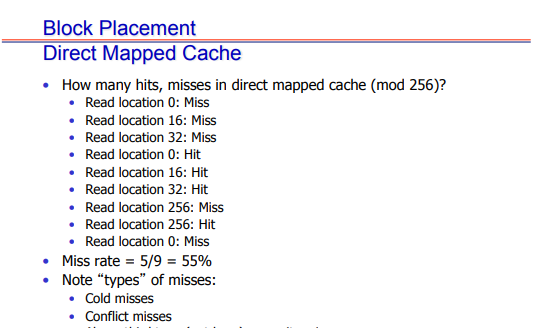 Block Placement
Direct Mapped Cache
• How many hits, misses in direct mapped cache (mod 256)?
• Read location 0: Miss
• Read location 16: Miss
• Read location 32: Miss
• Read location 0: Hit
• Read location 16: Hit
• Read location 32: Hit
• Read location 256: Miss
• Read location 256: Hit
• Read location 0: Miss
• Miss rate = 5/9 = 55%
• Note “types” of misses:
• Cold misses
• Conflict misses